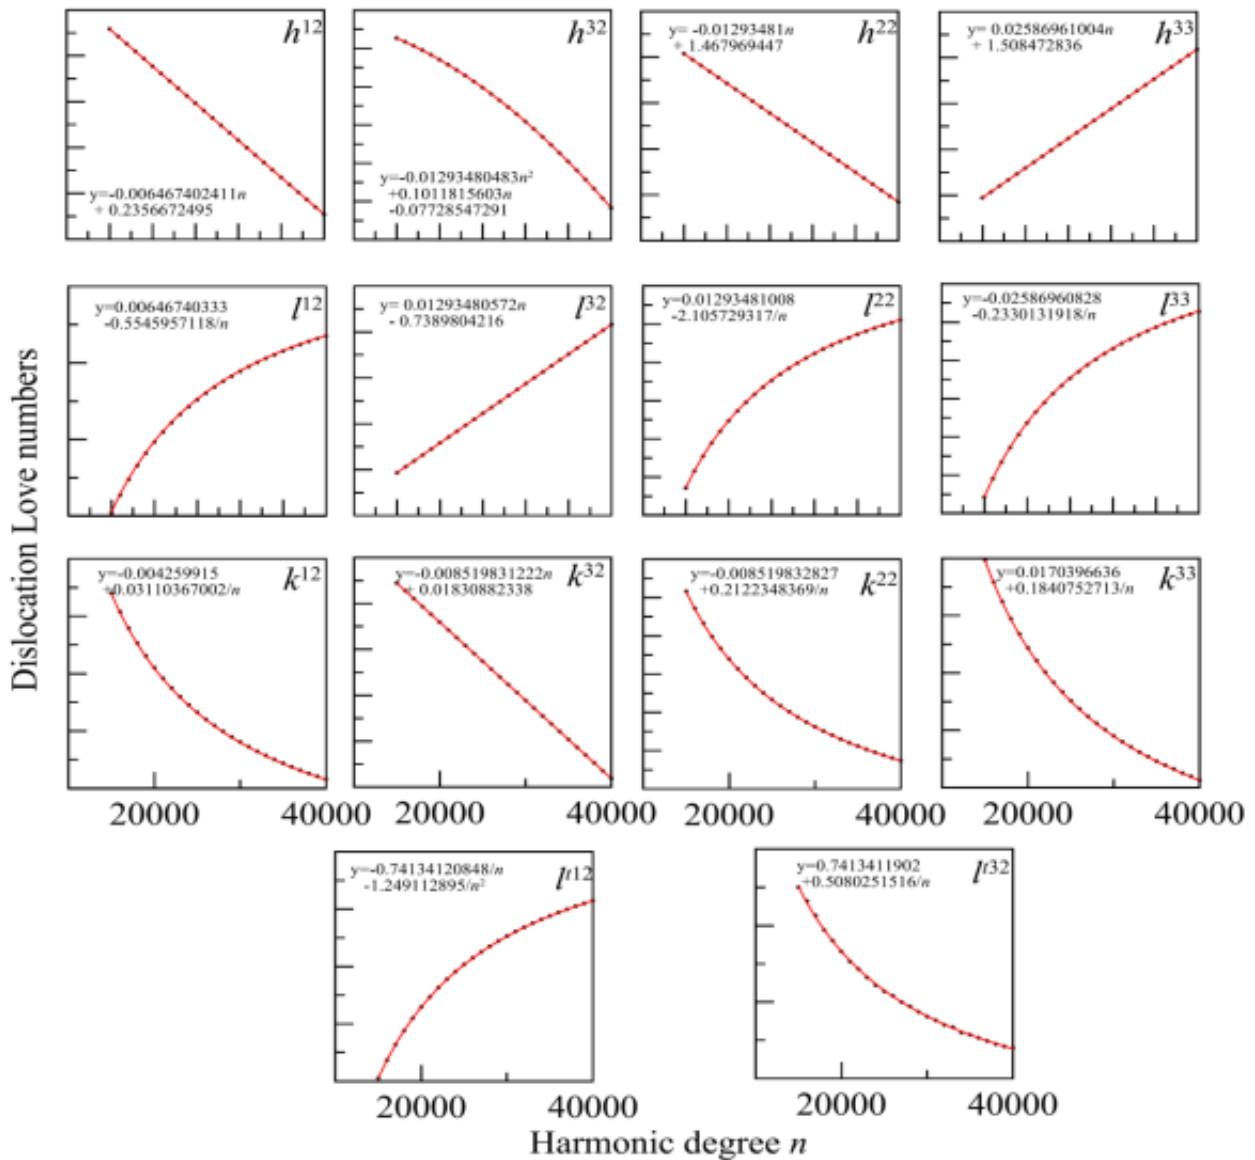 y=-0.006467402411n
+ 0.2356672495
h¹²
y=-0.01293480483n²
+0.1011815603n
-0.07728547291
h³²
y= -0.01293481n
+ 1.467969447
h²²
y= 0.02586961004n
+ 1.508472836
h³³
y=0.00646740333
-0.5545957118/n
l¹²
y= 0.01293480572n
- 0.7389804216
l³²
y=0.01293481008
-2.105729317/n
l²²
y=-0.02586960828
-0.2330131918/n
l³³
y=-0.004259915
+0.03110367002/n
k¹²
y=-0.008519831222n
+ 0.01830882338
k³²
y=-0.008519832827
+0.2122348369/n
k²²
y=0.0170396636
+0.1840752713/n
k³³
Dislocation Love numbers
20000 40000
20000 40000
20000 40000
20000 40000
y=-0.74134120848/n
-1.249112895/n²
lᵗ¹²
y=0.7413411902
+0.5080251516/n
lᵗ³²
20000 40000
20000 40000
Harmonic degree n